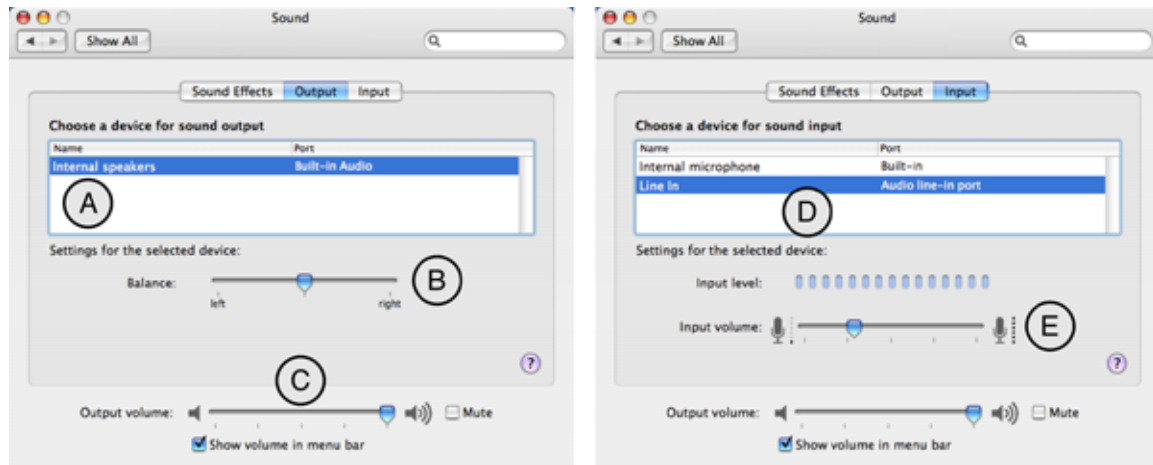 Sound
Show All
Sound Effects Output Input
Choose a device for sound output
Name Port
Internal speakers Built-in Audio
A
Settings for the selected device:
Balance:
left right
B
?
C
Output volume: Mute
Show volume in menu bar
Sound
Show All
Sound Effects Output Input
Choose a device for sound input
Name Port
Internal microphone Built-in
Line In Audio line-in port
D
Settings for the selected device:
Input level:
Input volume:
E
?
Output volume: Mute
Show volume in menu bar